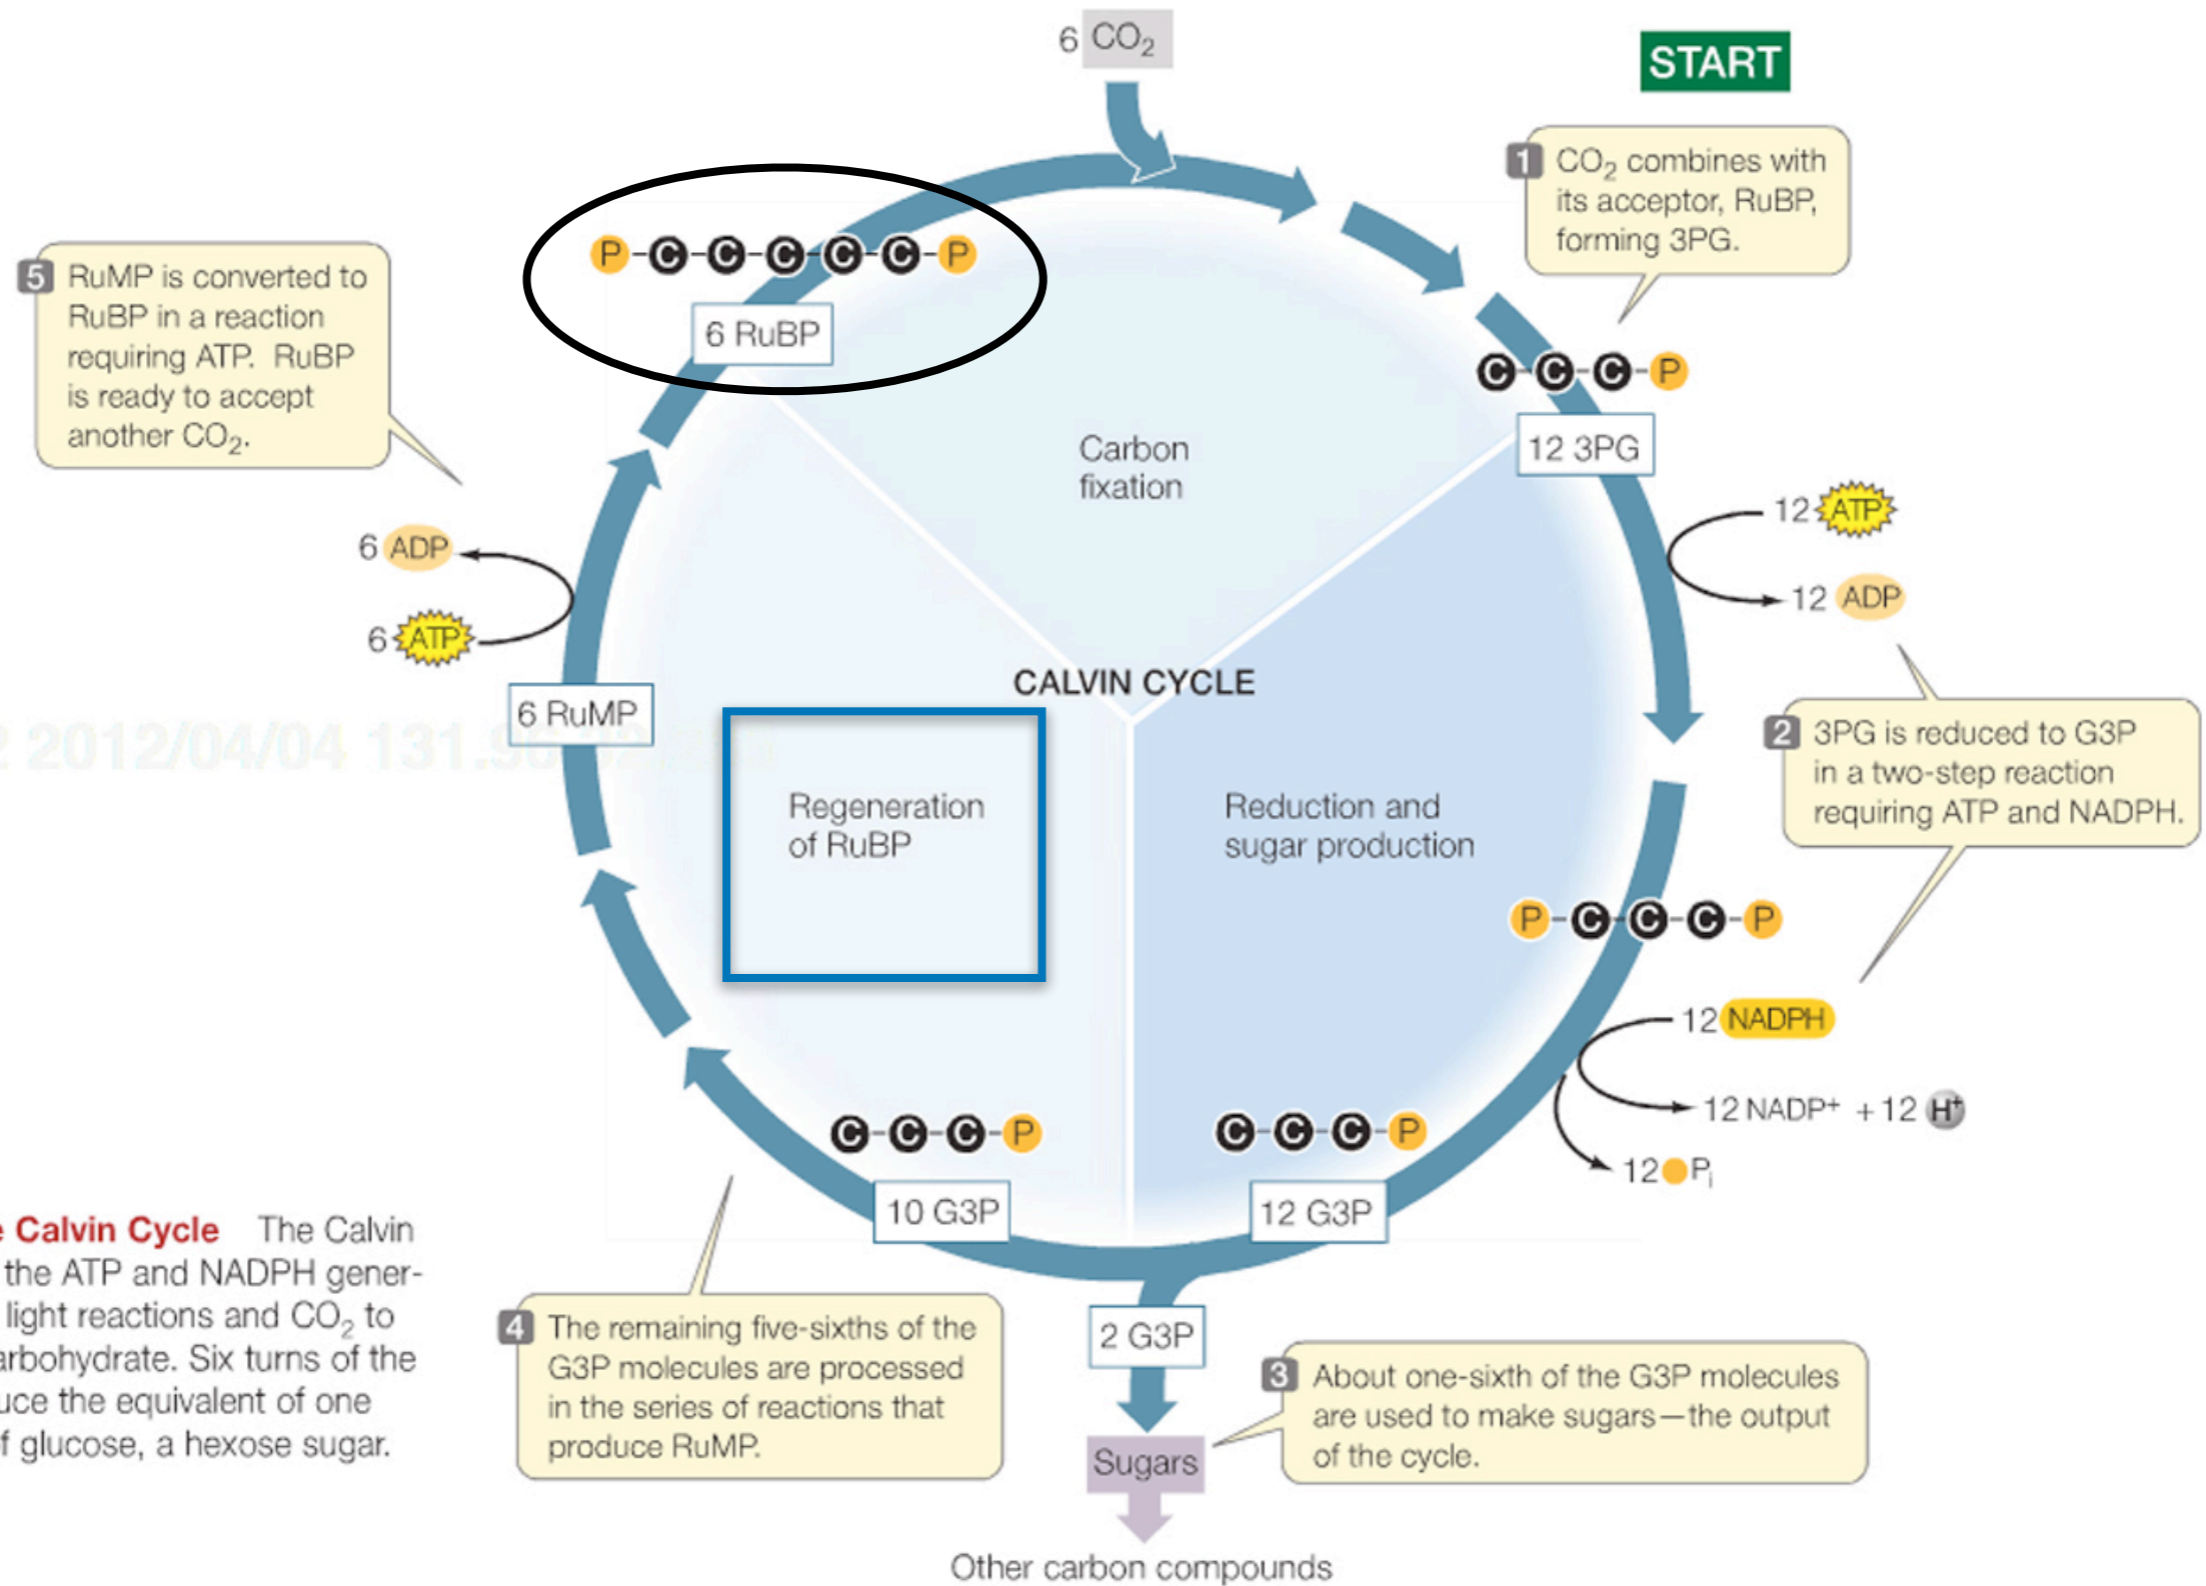 6 CO₂
START
1 CO₂ combines with
its acceptor, RuBP,
forming 3PG.
P-C-C-C-C-C-P
6 RuBP
5 RuMP is converted to
RuBP in a reaction
requiring ATP. RuBP
is ready to accept
another CO₂.
C-C-C-P
12 3PG
Carbon
fixation
12 ATP
12 ADP
6 ADP
6 ATP
CALVIN CYCLE
6 RuMP
2 2012/04/04 131.96
2 3PG is reduced to G3P
in a two-step reaction
requiring ATP and NADPH.
Regeneration
of RuBP
Reduction and
sugar production
P-C-C-C-P
12 NADPH
12 NADP⁺ + 12 H⁺
12 Pᵢ
C-C-C-P
10 G3P
C-C-C-P
12 G3P
e Calvin Cycle The Calvin
the ATP and NADPH gener-
light reactions and CO₂ to
arbohydrate. Six turns of the
uce the equivalent of one
f glucose, a hexose sugar.
4 The remaining five-sixths of the
G3P molecules are processed
in the series of reactions that
produce RuMP.
2 G3P
3 About one-sixth of the G3P molecules
are used to make sugars—the output
of the cycle.
Sugars
Other carbon compounds